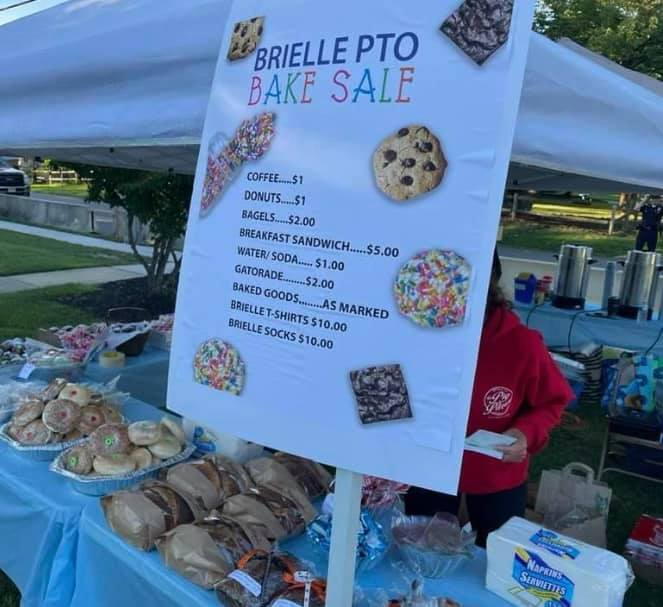 BRIELLE PTO
BAKE SALE
COFFEE.....$1
DONUTS.....$1
BAGELS.....$2.00
BREAKFAST SANDWICH.....$5.00
WATER/ SODA..... $1.00
GATORADE........$2.00
BAKED GOODS........AS MARKED
BRIELLE T-SHIRTS $10.00
BRIELLE SOCKS $10.00
NAPKINS
SERVIETTES